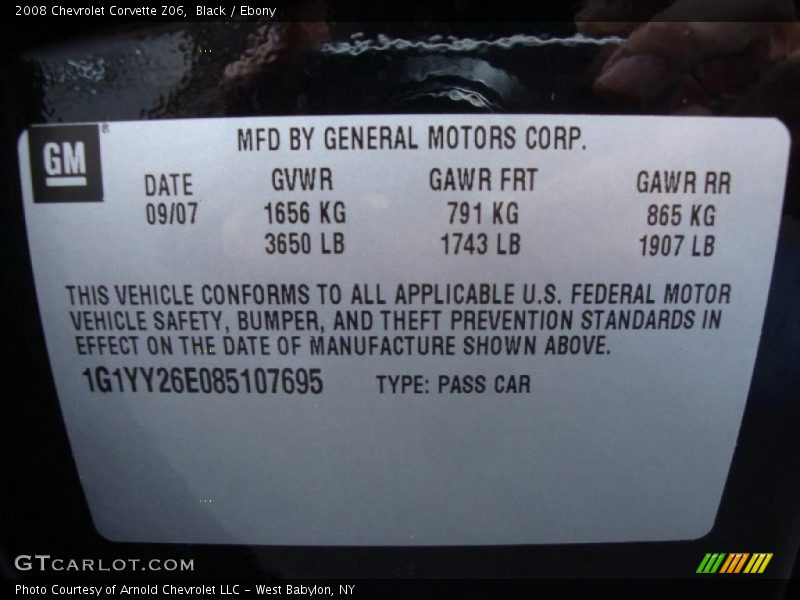 2008 Chevrolet Corvette Z06, Black / Ebony
MFD BY GENERAL MOTORS CORP.
GM®
DATE GVWR GAWR FRT GAWR RR
09/07 1656 KG 791 KG 865 KG
3650 LB 1743 LB 1907 LB
THIS VEHICLE CONFORMS TO ALL APPLICABLE U.S. FEDERAL MOTOR
VEHICLE SAFETY, BUMPER, AND THEFT PREVENTION STANDARDS IN
EFFECT ON THE DATE OF MANUFACTURE SHOWN ABOVE.
1G1YY26E085107695 TYPE: PASS CAR
GTCARLOT.COM
Photo Courtesy of Arnold Chevrolet LLC - West Babylon, NY